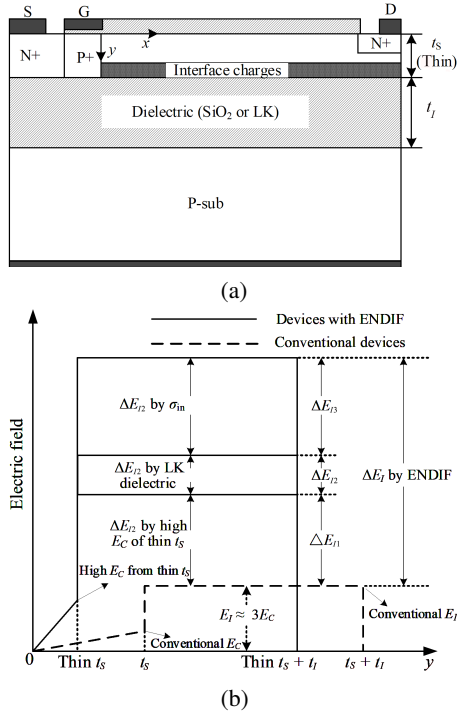 S G D
x
y
N+ P+ N+
tS
(Thin)
Interface charges
Dielectric (SiO2 or LK)
tI
P-sub
(a)
Devices with ENDIF
Conventional devices
Electric field
ΔEI2 by σin
ΔEI3
ΔEI2 by LK
dielectric
ΔEI2
ΔEI by ENDIF
ΔEI2 by high
EC of thin tS
△EI1
High EC from thin tS
EI ≈ 3EC
Conventional EI
Conventional EC
0 Thin tS tS Thin tS + tI tS + tI y
(b)